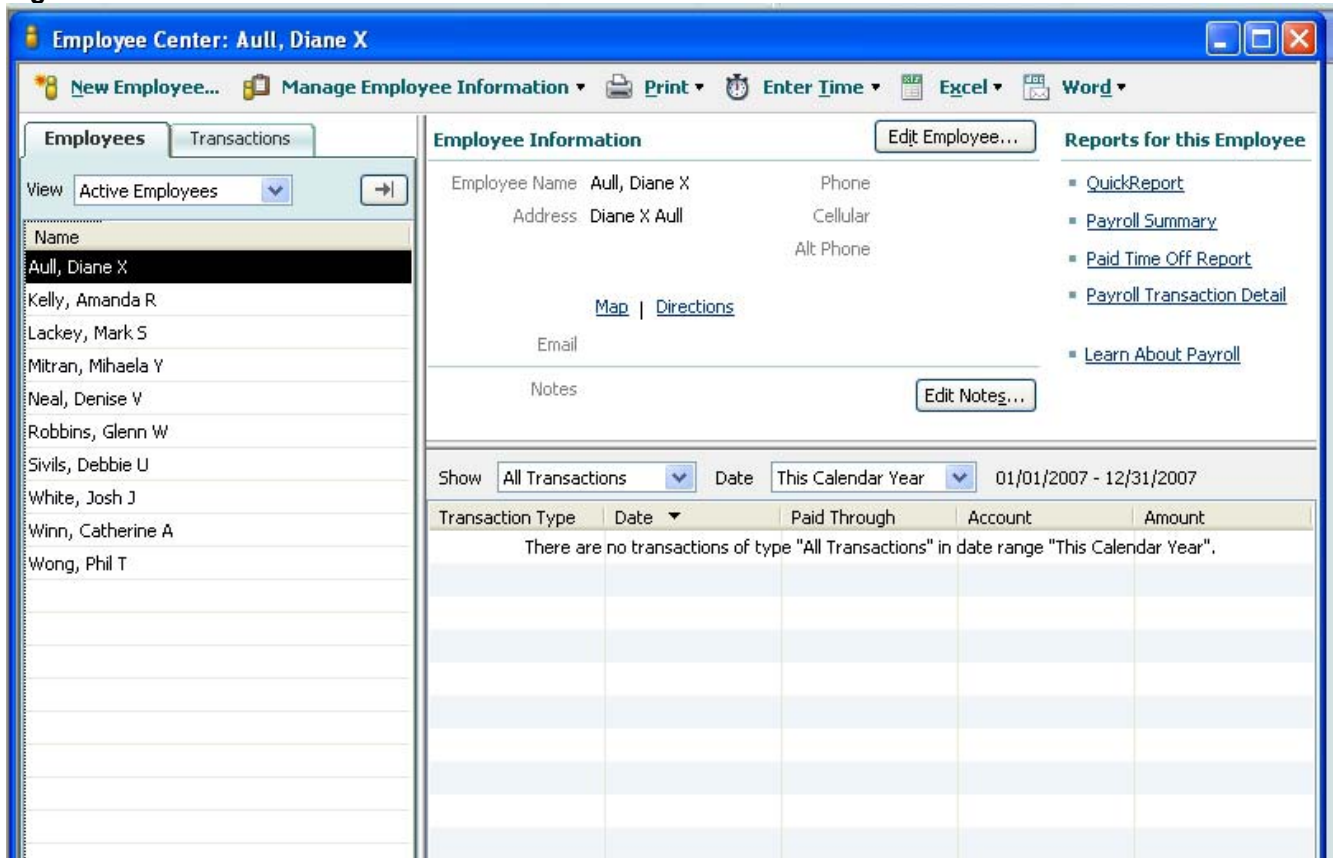 Employee Center: Aull, Diane X
New Employee... Manage Employee Information Print Enter Time Excel Word
Employees Transactions
View Active Employees
Name
Aull, Diane X
Kelly, Amanda R
Lackey, Mark S
Mitran, Mihaela Y
Neal, Denise V
Robbins, Glenn W
Sivils, Debbie U
White, Josh J
Winn, Catherine A
Wong, Phil T
Employee Information Edit Employee...
Employee Name Aull, Diane X Phone
Address Diane X Aull Cellular
Alt Phone
Map | Directions
Email
Notes Edit Notes...
Reports for this Employee
QuickReport
Payroll Summary
Paid Time Off Report
Payroll Transaction Detail
Learn About Payroll
Show All Transactions Date This Calendar Year 01/01/2007 - 12/31/2007
Transaction Type Date Paid Through Account Amount
There are no transactions of type "All Transactions" in date range "This Calendar Year".